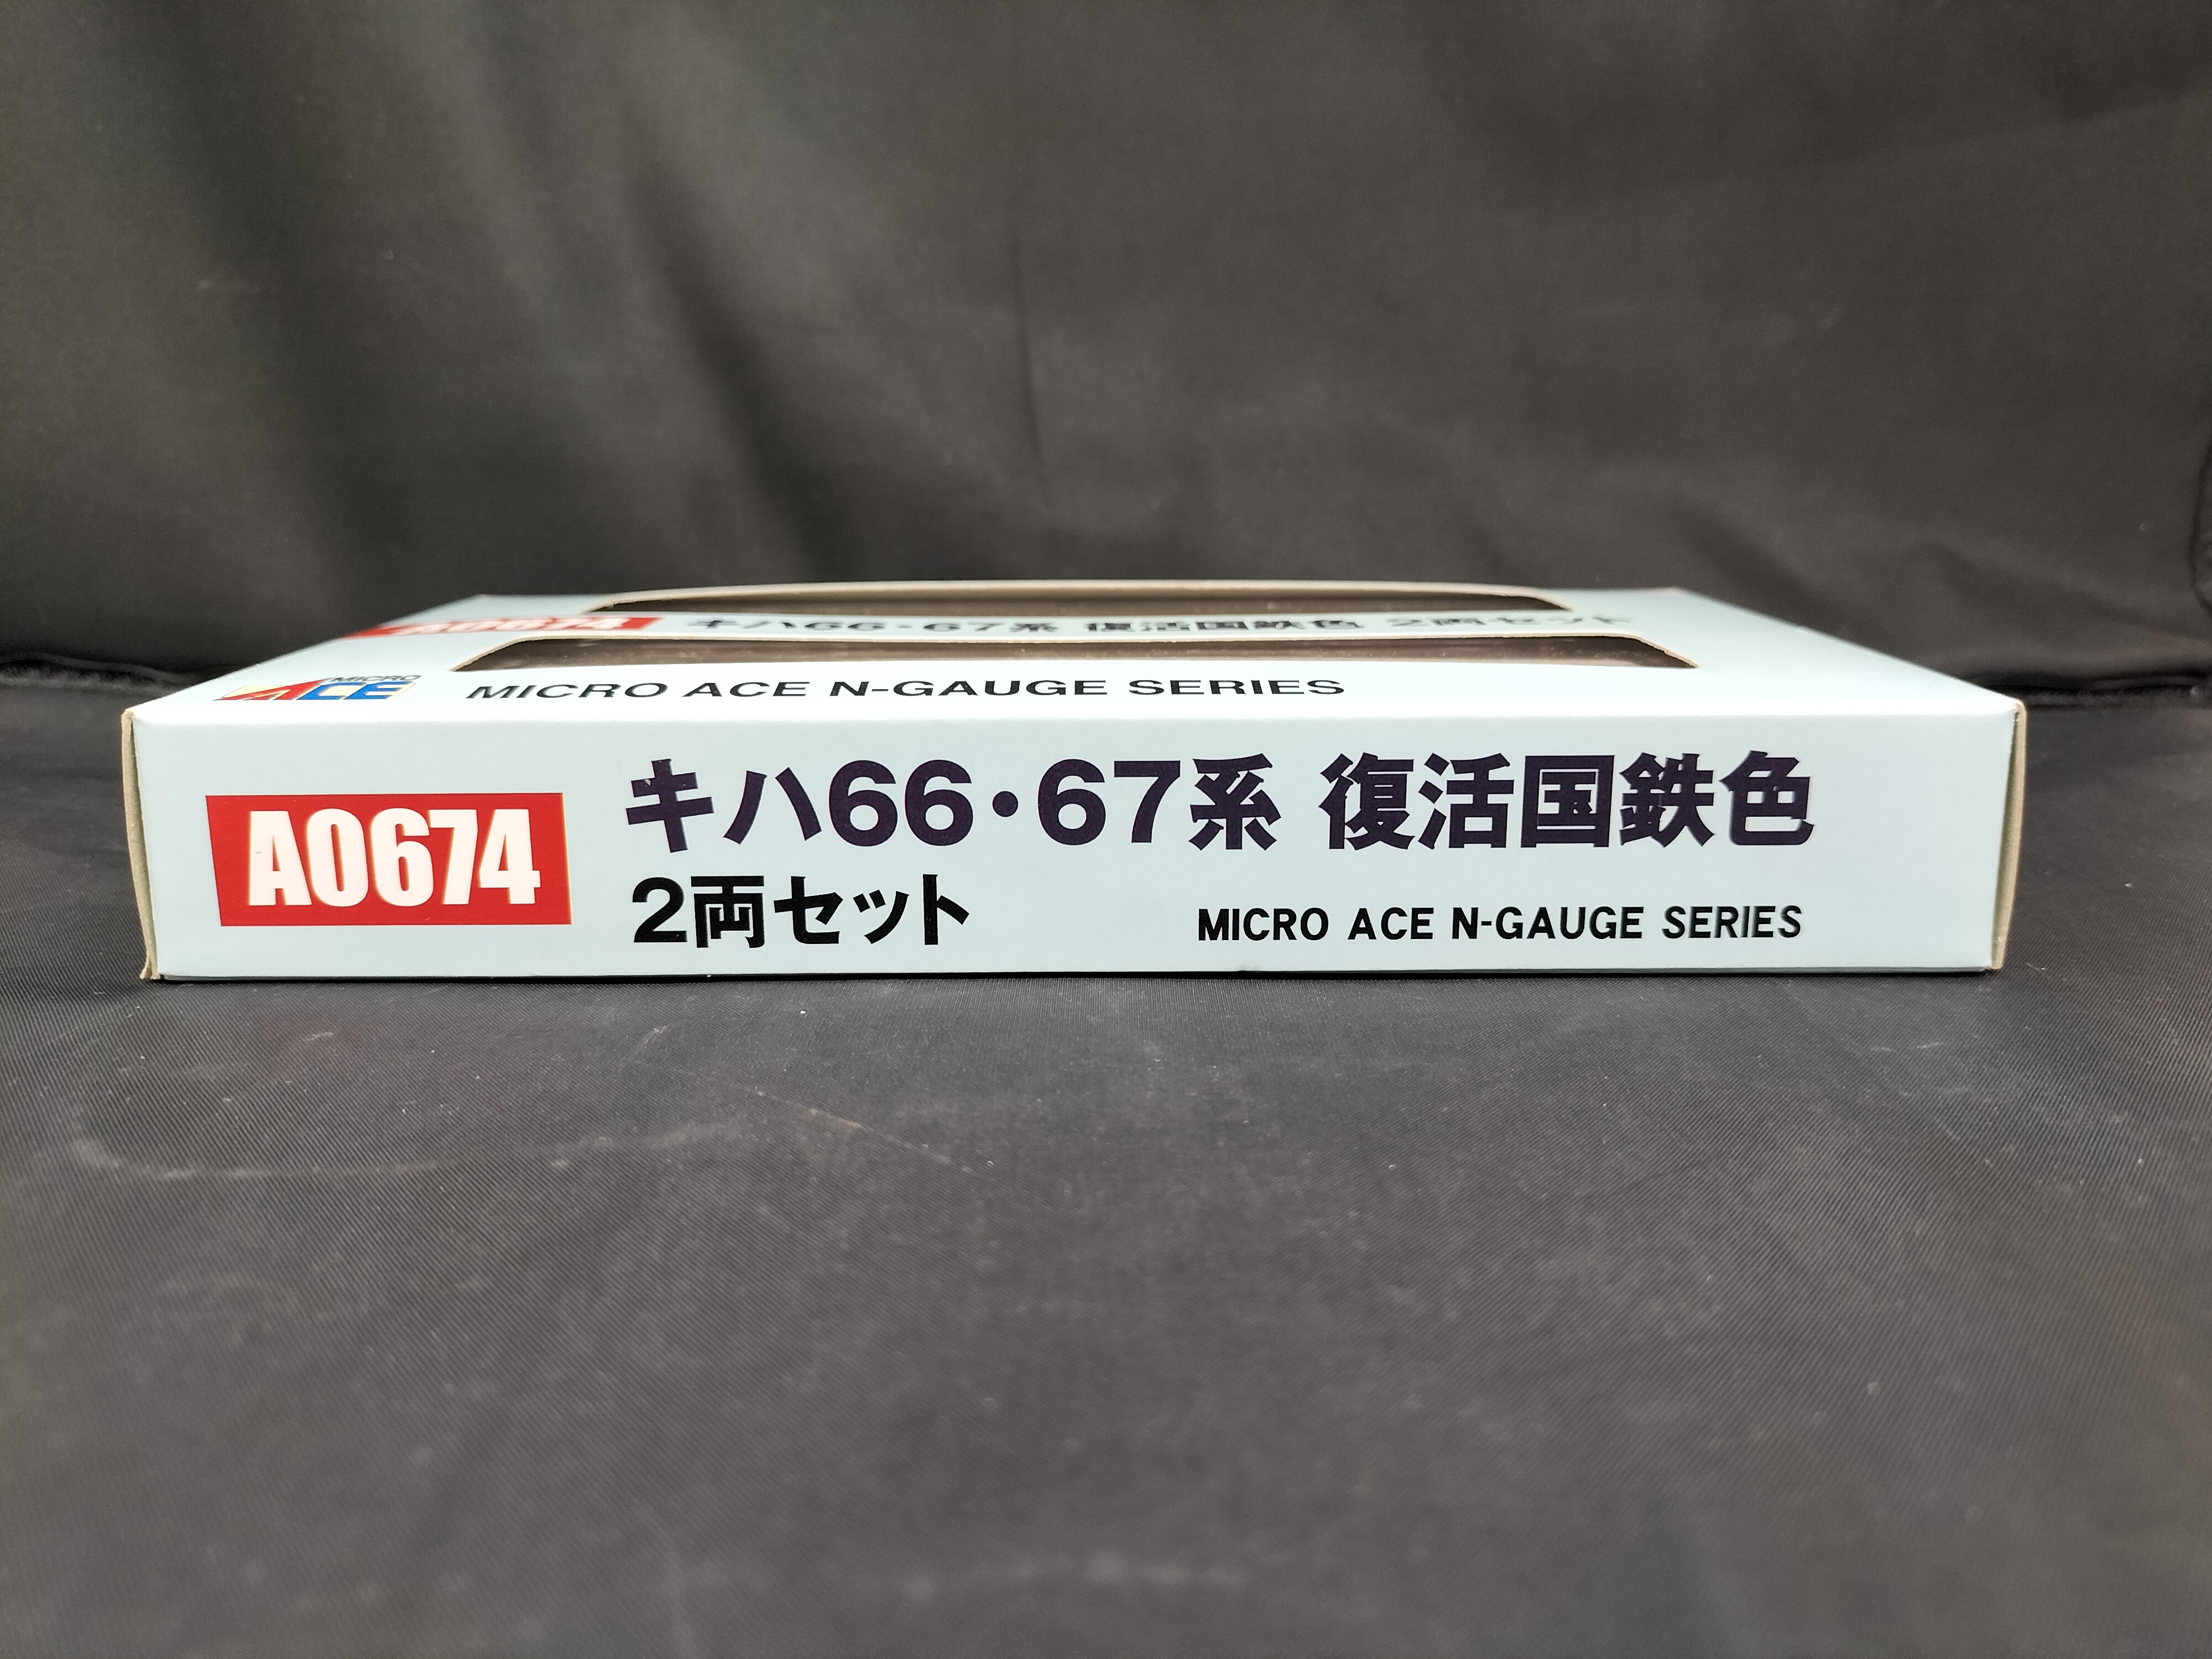 A0674 キハ66・67系 復活国鉄色 2両セット
MICRO ACE
MICRO ACE N-GAUGE SERIES
A0674
キハ66・67系 復活国鉄色
2両セット
MICRO ACE N-GAUGE SERIES